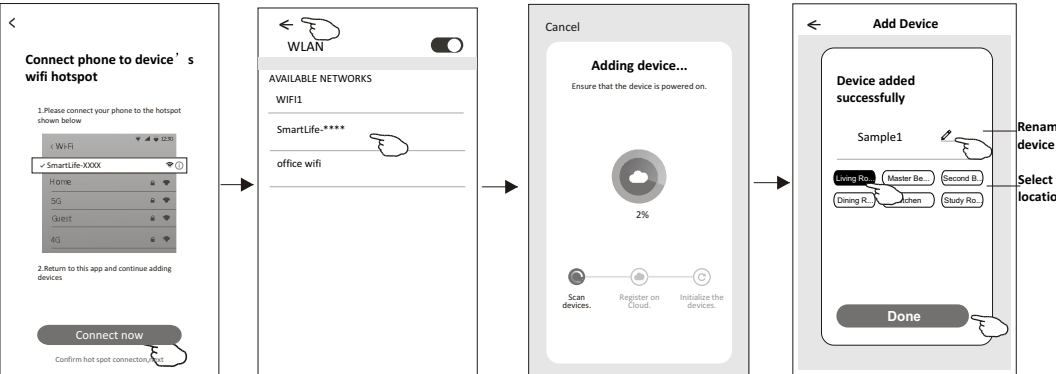 Connect phone to device’s
wifi hotspot
1.Please connect your phone to the hotspot
shown below
12:30
< Wi-Fi
SmartLife-XXXX
Home
5G
Guest
4G
2.Return to this app and continue adding
devices
Connect now
Confirm hot spot connecton,next
WLAN
AVAILABLE NETWORKS
WIFI1
SmartLife-****
office wifi
Cancel
Adding device...
Ensure that the device is powered on.
2%
Scan
devices.
Register on
Cloud.
Initialize the
devices.
Add Device
Device added
successfully
Sample1
Living Ro... Master Be... Second B..
Dining R... Study Ro...
Done
device
Select